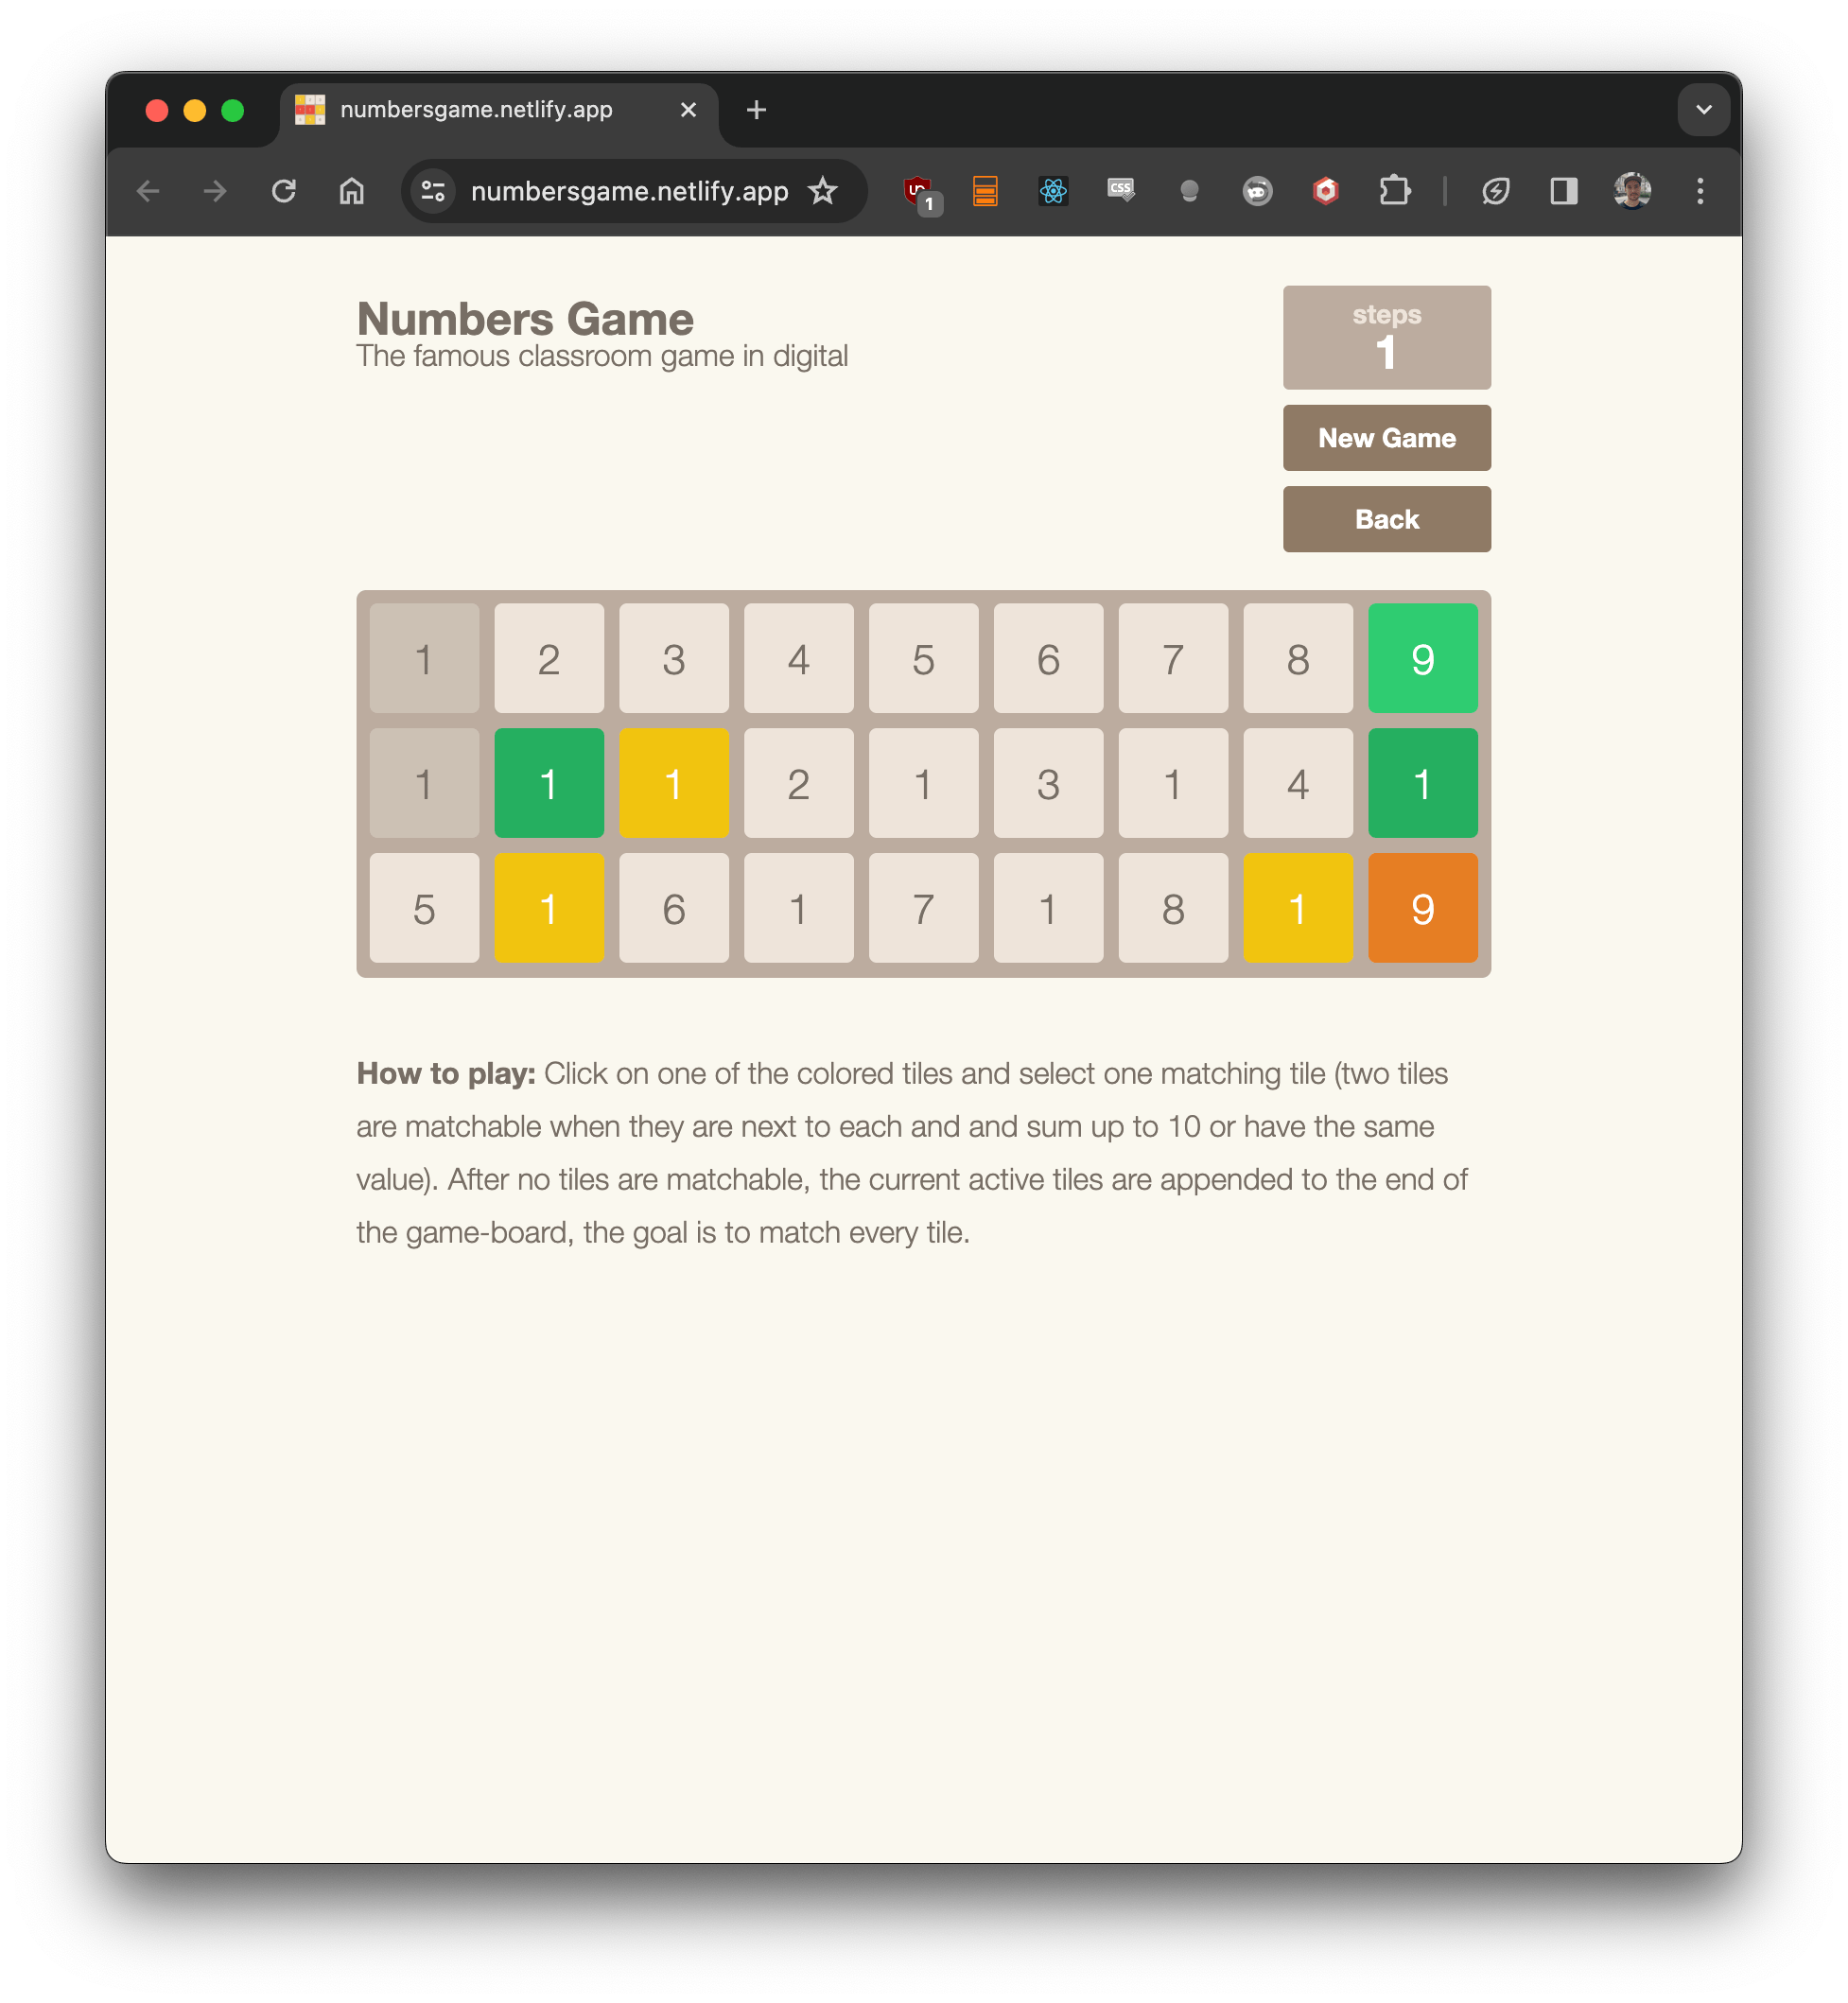 numbersgame.netlify.app
numbersgame.netlify.app
UD
1
CSS
Numbers Game
The famous classroom game in digital
steps
1
New Game
Back
1 2 3 4 5 6 7 8 9
1 1 1 2 1 3 1 4 1
5 1 6 1 7 1 8 1 9
How to play: Click on one of the colored tiles and select one matching tile (two tiles
are matchable when they are next to each and and sum up to 10 or have the same
value). After no tiles are matchable, the current active tiles are appended to the end of
the game-board, the goal is to match every tile.